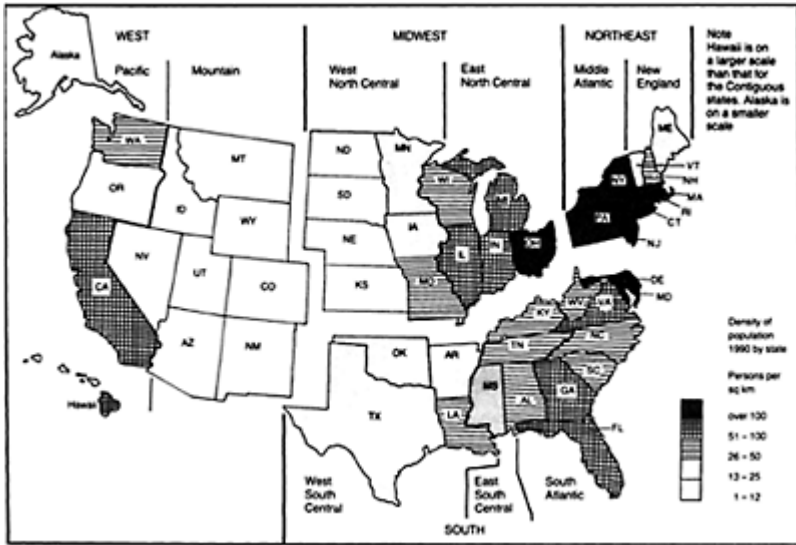 WEST
MIDWEST
NORTHEAST
Note
Hawaii is on
a larger scale
than that for
the Contiguous
states. Alaska is
on a smaller
scale
Alaska
Pacific
Mountain
West
North Central
East
North Central
Middle
Atlantic
New
England
WA
OR
CA
MT
ID
WY
NV
UT
CO
AZ
NM
Hawaii
ND
SD
NE
KS
MN
IA
MO
WI
MI
IL
IN
OH
ME
NY
PA
VT
NH
MA
RI
CT
NJ
DE
MD
OK
AR
TX
LA
MS
AL
KY
TN
WV
VA
NC
SC
GA
FL
West
South
Central
East
South
Central
South
Atlantic
SOUTH
Density of
population
1990 by state
Persons per
sq km
over 100
51 – 100
26 – 50
13 – 25
1 – 12